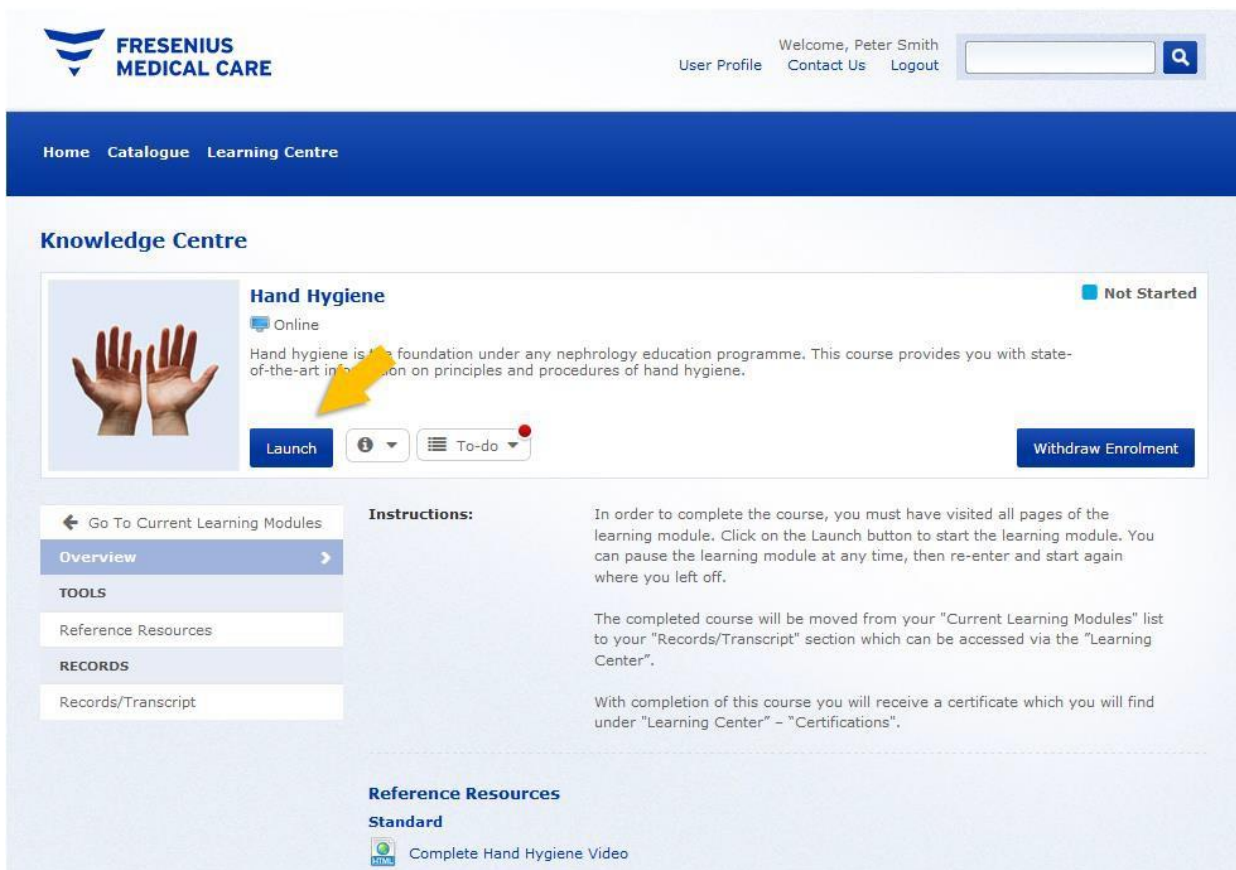 FRESENIUS
MEDICAL CARE
Welcome, Peter Smith
User Profile Contact Us Logout
Home Catalogue Learning Centre
Knowledge Centre
Hand Hygiene
Not Started
Online
Hand hygiene is the foundation under any nephrology education programme. This course provides you with state-
of-the-art information on principles and procedures of hand hygiene.
Launch
To-do
Withdraw Enrolment
Go To Current Learning Modules
Overview
TOOLS
Reference Resources
RECORDS
Records/Transcript
Instructions:
In order to complete the course, you must have visited all pages of the
learning module. Click on the Launch button to start the learning module. You
can pause the learning module at any time, then re-enter and start again
where you left off.
The completed course will be moved from your "Current Learning Modules" list
to your "Records/Transcript" section which can be accessed via the "Learning
Center".
With completion of this course you will receive a certificate which you will find
under "Learning Center" – "Certifications".
Reference Resources
Standard
HTML
Complete Hand Hygiene Video